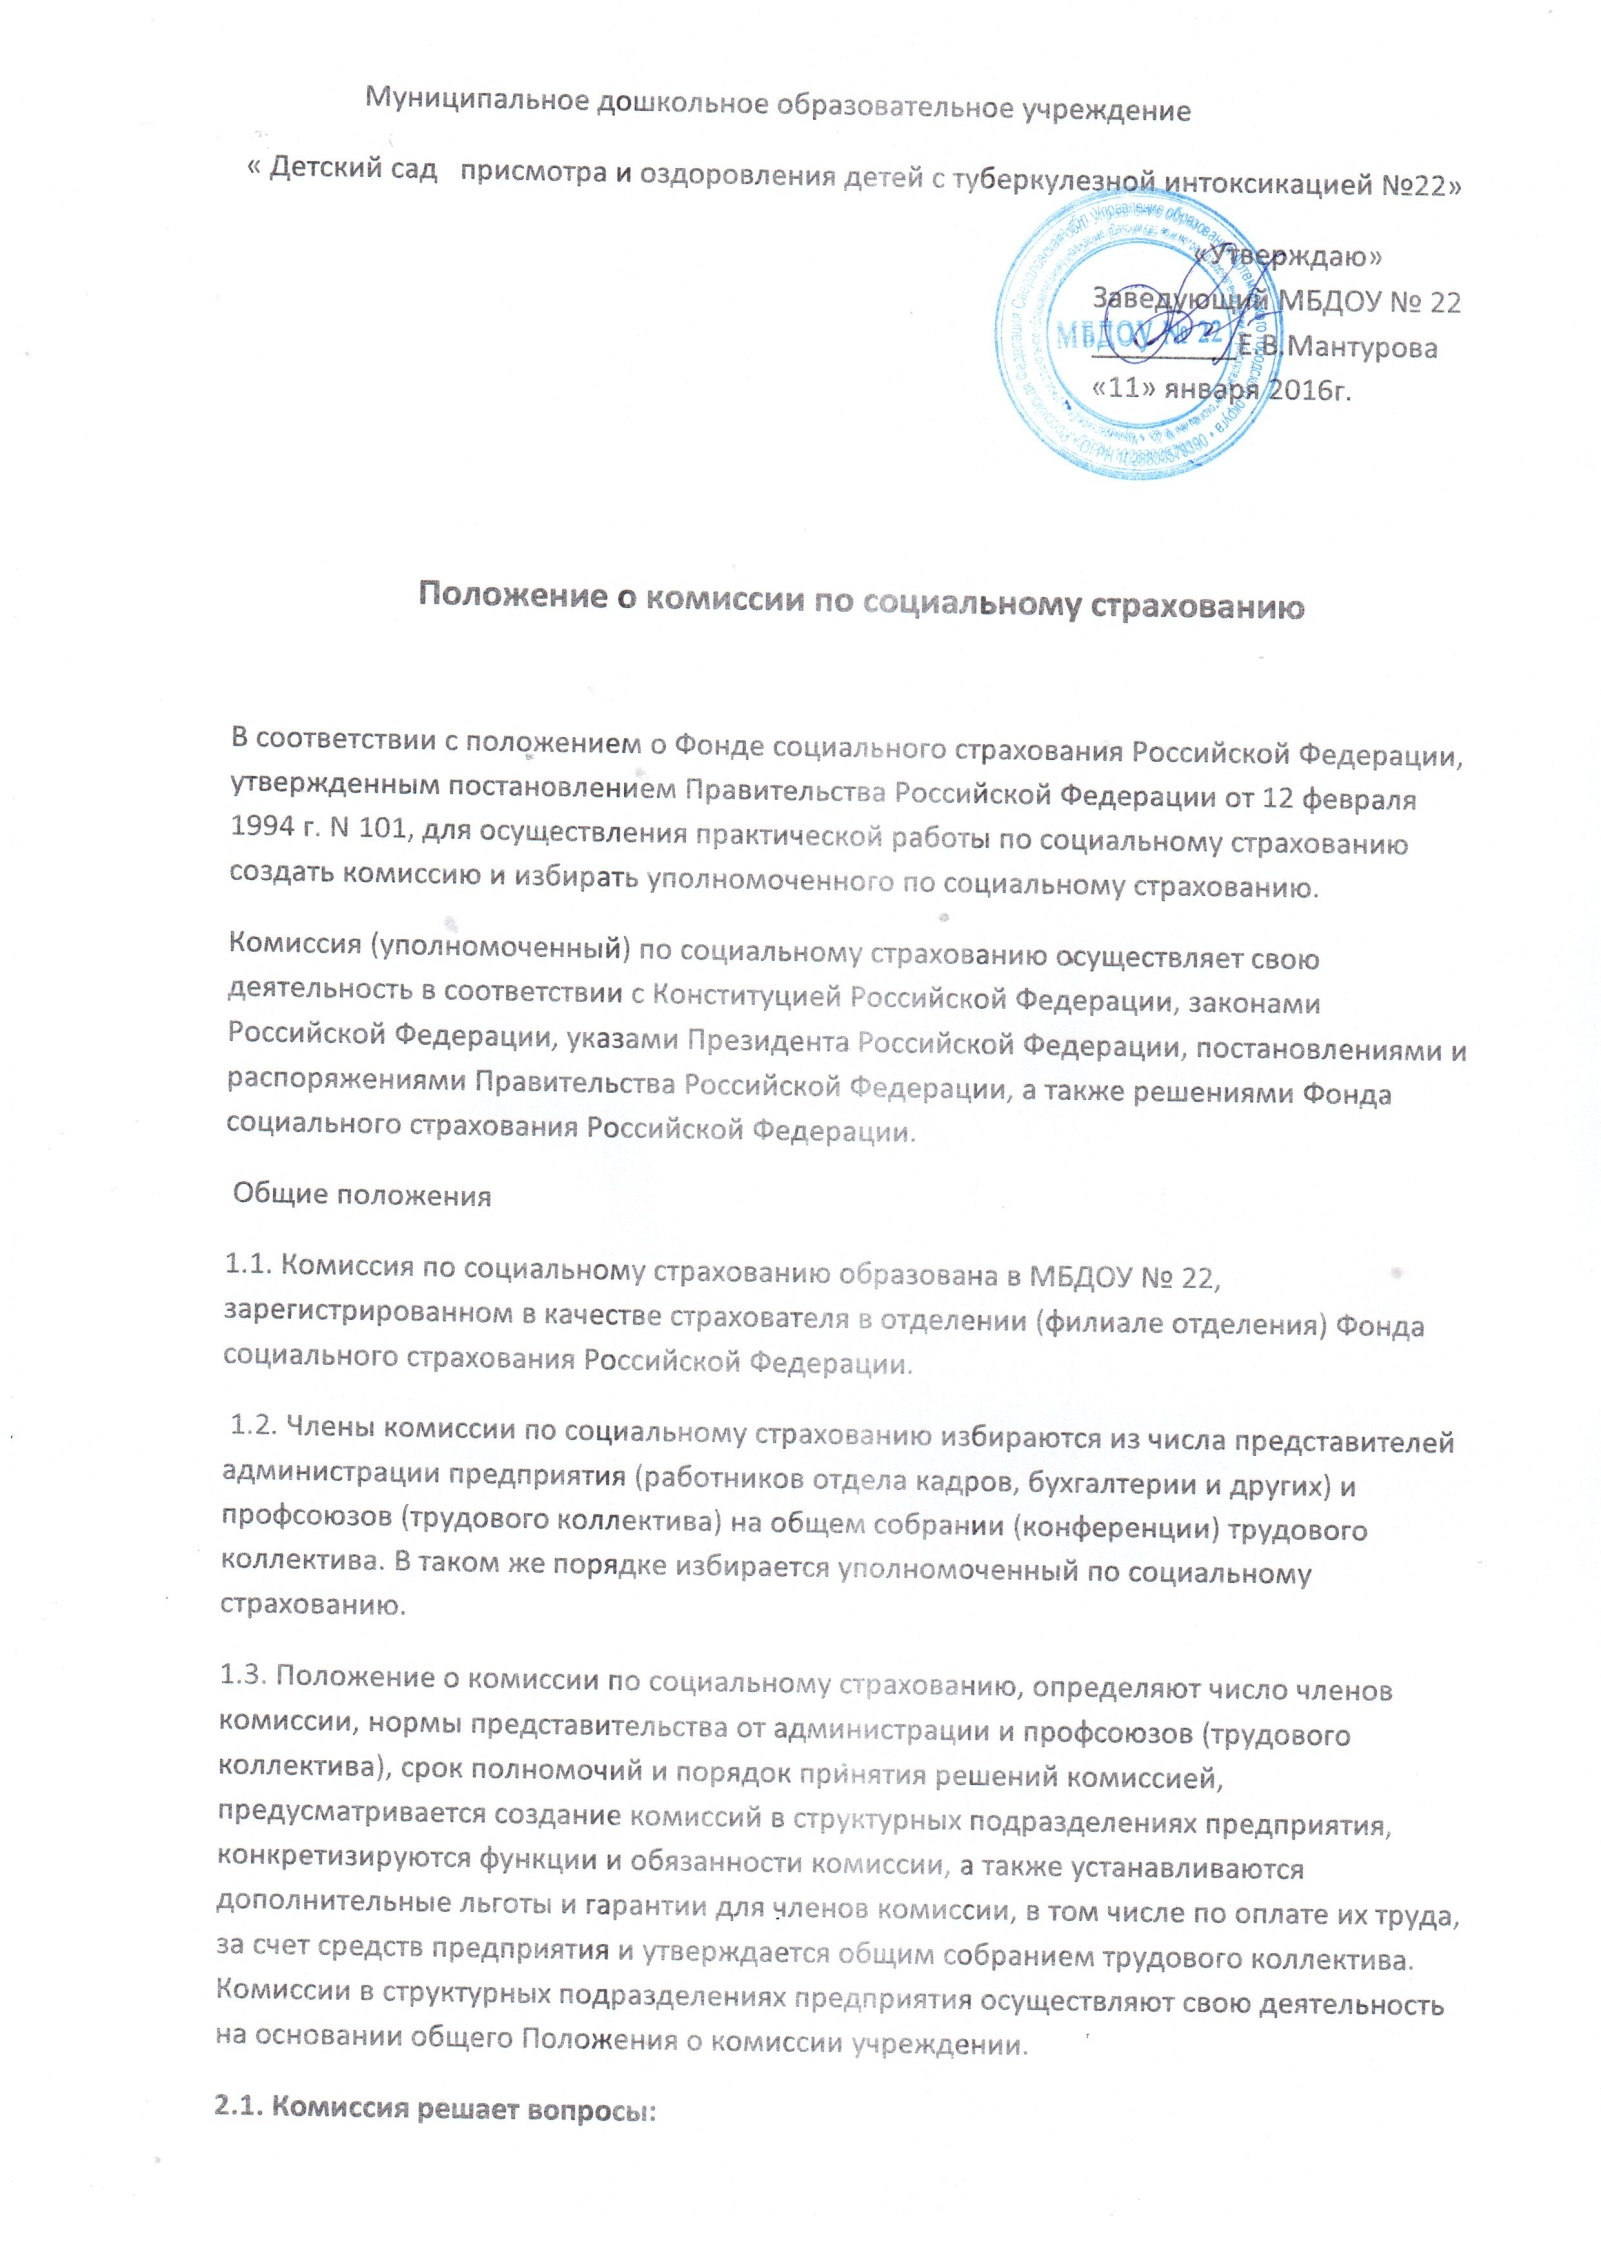 Муниципальное дошкольное образовательное учреждение
« Детский сад присмотра и оздоровления детей с туберкулезной интоксикацией №22»
«Утверждаю»
Заведующий МБДОУ № 22
МБДОУ № 22
__________Е.В.Мантурова
«11» января 2016г.
Положение о комиссии по социальному страхованию
В соответствии с положением о Фонде социального страхования Российской Федерации,
утвержденным постановлением Правительства Российской Федерации от 12 февраля
1994 г. N 101, для осуществления практической работы по социальному страхованию
создать комиссию и избирать уполномоченного по социальному страхованию.
Комиссия (уполномоченный) по социальному страхованию осуществляет свою
деятельность в соответствии с Конституцией Российской Федерации, законами
Российской Федерации, указами Президента Российской Федерации, постановлениями и
распоряжениями Правительства Российской Федерации, а также решениями Фонда
социального страхования Российской Федерации.
Общие положения
1.1. Комиссия по социальному страхованию образована в МБДОУ № 22,
зарегистрированном в качестве страхователя в отделении (филиале отделения) Фонда
социального страхования Российской Федерации.
1.2. Члены комиссии по социальному страхованию избираются из числа представителей
администрации предприятия (работников отдела кадров, бухгалтерии и других) и
профсоюзов (трудового коллектива) на общем собрании (конференции) трудового
коллектива. В таком же порядке избирается уполномоченный по социальному
страхованию.
1.3. Положение о комиссии по социальному страхованию, определяют число членов
комиссии, нормы представительства от администрации и профсоюзов (трудового
коллектива), срок полномочий и порядок принятия решений комиссией,
предусматривается создание комиссий в структурных подразделениях предприятия,
конкретизируются функции и обязанности комиссии, а также устанавливаются
дополнительные льготы и гарантии для членов комиссии, в том числе по оплате их труда,
за счет средств предприятия и утверждается общим собранием трудового коллектива.
Комиссии в структурных подразделениях предприятия осуществляют свою деятельность
на основании общего Положения о комиссии учреждении.
2.1. Комиссия решает вопросы: